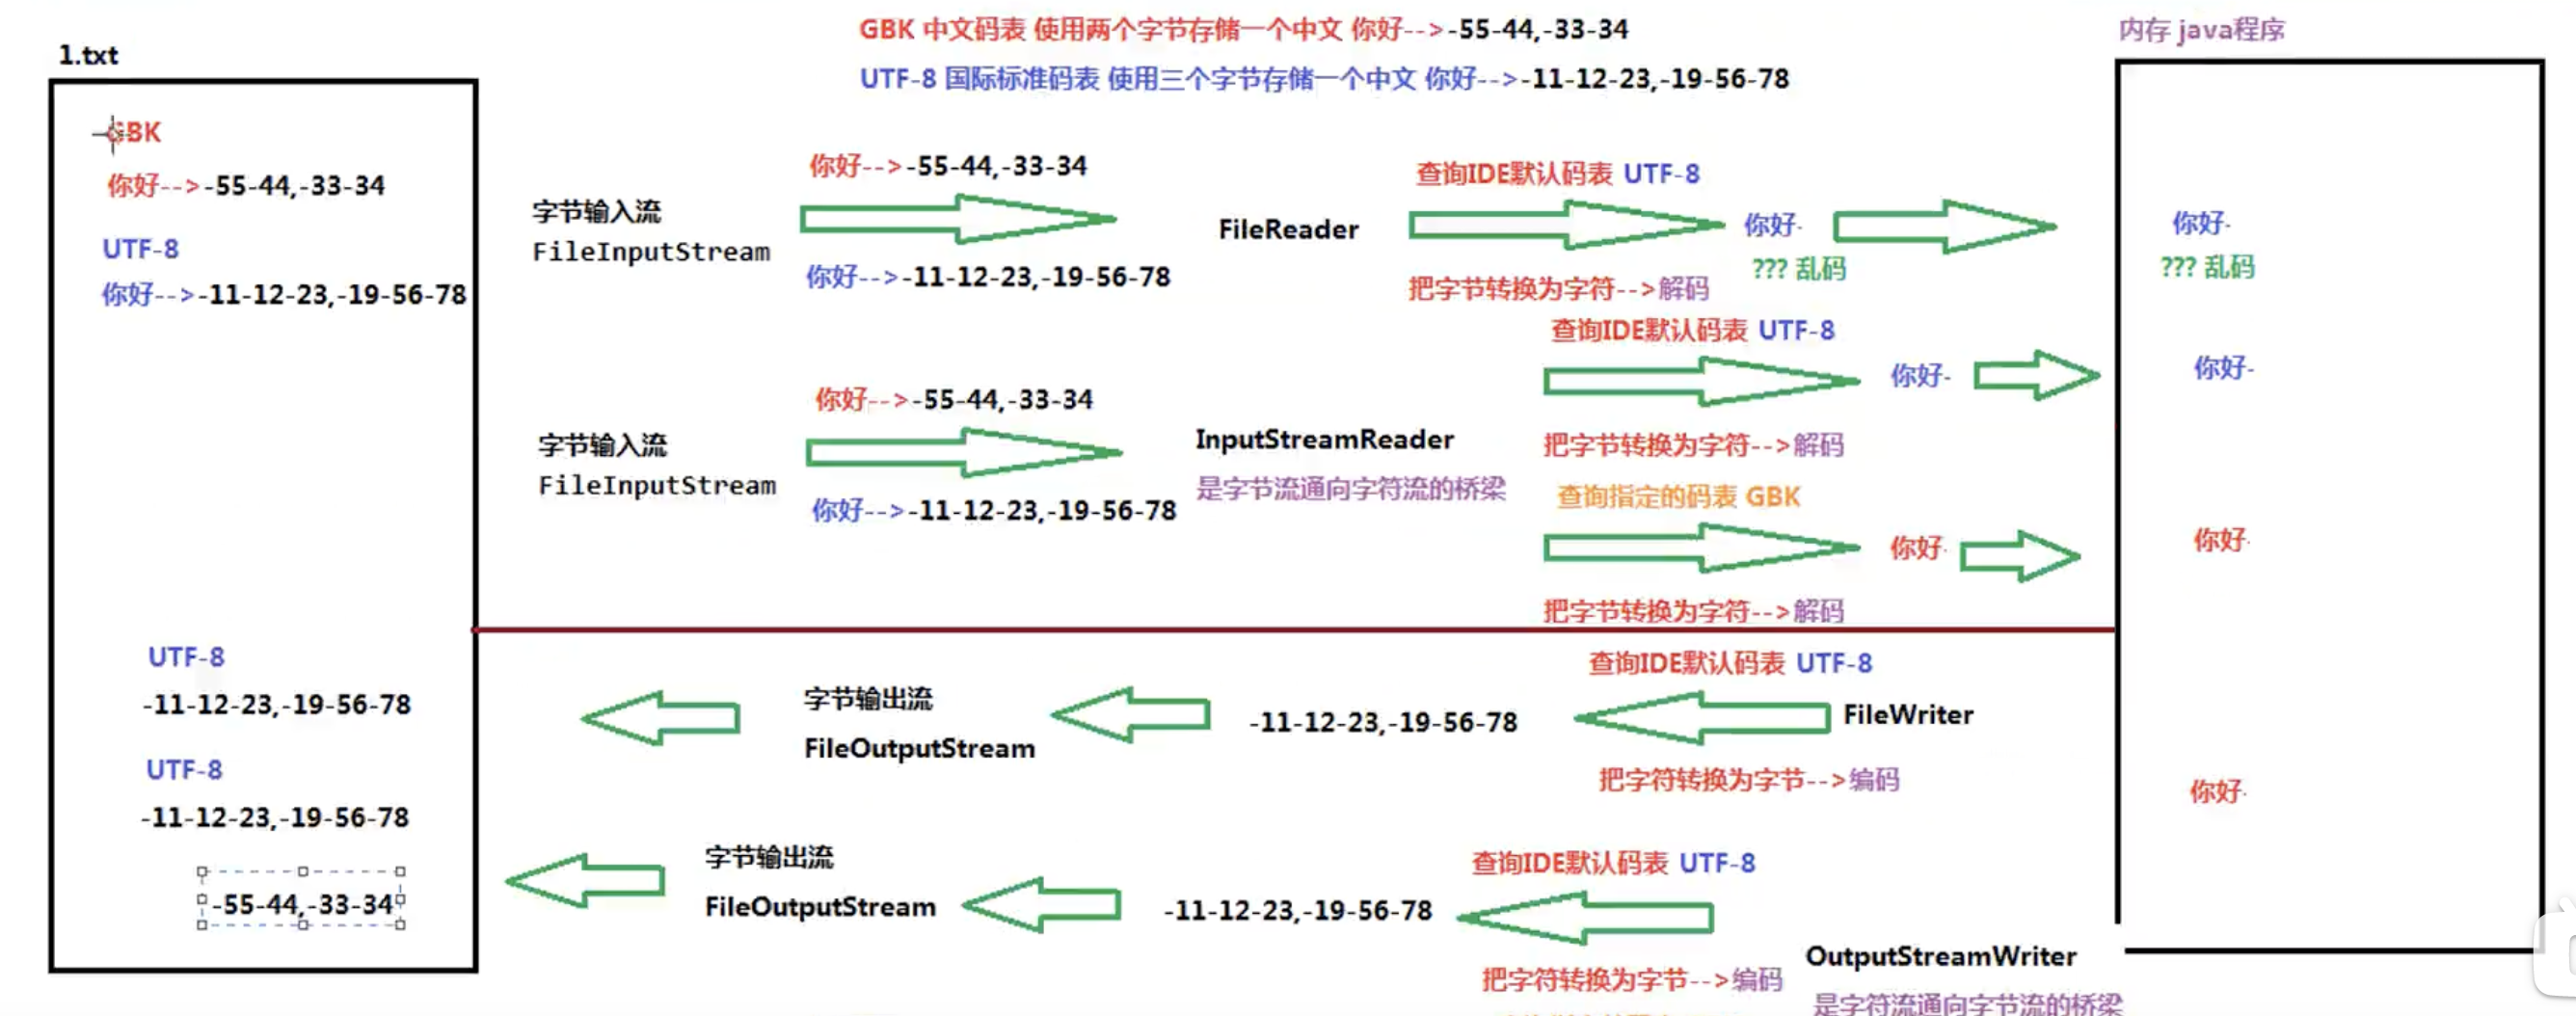 GBK 中文码表 使用两个字节存储一个中文 你好-->-55-44,-33-34
UTF-8 国际标准码表 使用三个字节存储一个中文 你好-->-11-12-23,-19-56-78
内存 java程序
1.txt
GBK
你好-->-55-44,-33-34
UTF-8
你好-->-11-12-23,-19-56-78
字节输入流
FileInputStream
你好-->-55-44,-33-34
你好-->-11-12-23,-19-56-78
FileReader
查询IDE默认码表 UTF-8
把字节转换为字符-->解码
你好
??? 乱码
你好
??? 乱码
字节输入流
FileInputStream
你好-->-55-44,-33-34
你好-->-11-12-23,-19-56-78
InputStreamReader
是字节流通向字符流的桥梁
查询IDE默认码表 UTF-8
把字节转换为字符-->解码
你好
你好
查询指定的码表 GBK
把字节转换为字符-->解码
你好
你好
UTF-8
-11-12-23,-19-56-78
字节输出流
FileOutputStream
-11-12-23,-19-56-78
查询IDE默认码表 UTF-8
把字符转换为字节-->编码
FileWriter
你好
UTF-8
-11-12-23,-19-56-78
-55-44,-33-34
字节输出流
FileOutputStream
-11-12-23,-19-56-78
查询IDE默认码表 UTF-8
把字符转换为字节-->编码
OutputStreamWriter
是字符流通向字节流的桥梁